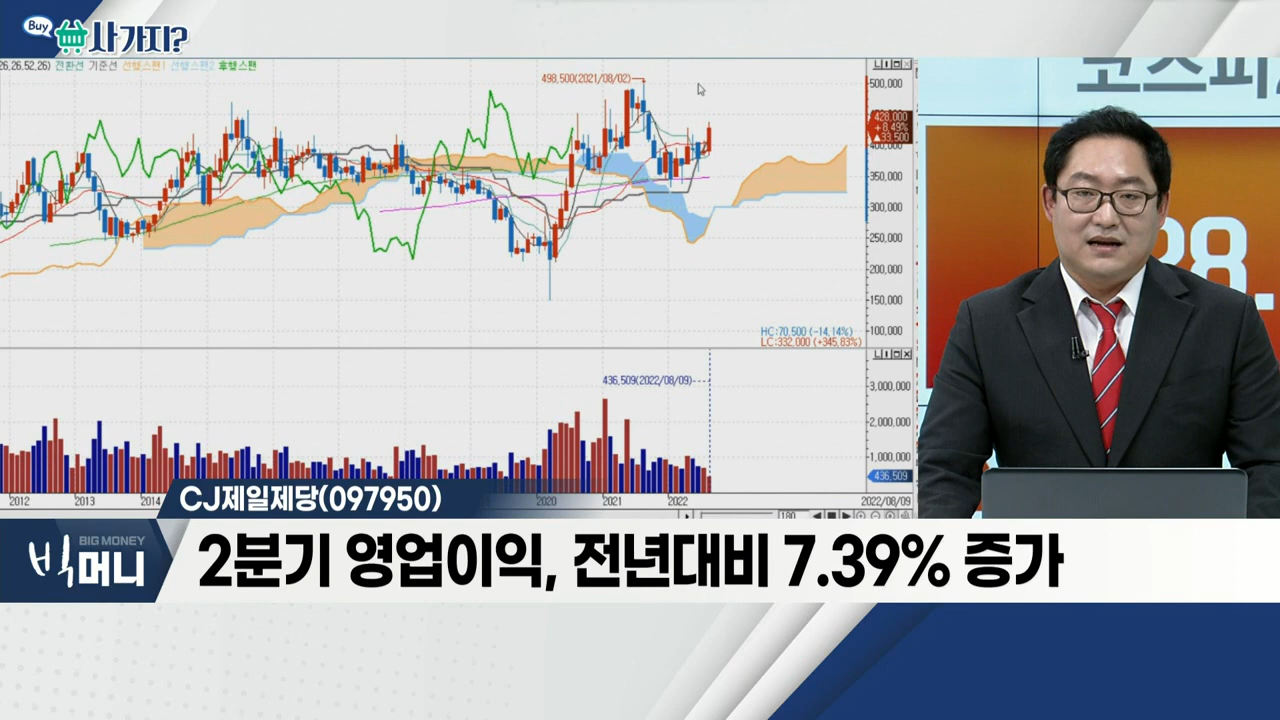 Buy
사가지?
26,26,52,26) 전환선 기준선 선행스팬1 선행스팬2 후행스팬
498,500(2021/08/02)
500,000
428,000
+8.49%
▲33,500
400,000
350,000
300,000
250,000
200,000
150,000
100,000
HC:70,500 (-14.14%)
LC:332,000 (+345.83%)
436,509(2022/08/09)
3,000,000
2,000,000
1,000,000
436,509
2012
2013
2014
2020
2021
2022
2022/08/09
180
코스피
28.
CJ제일제당(097950)
BIG MONEY
빅머니
2분기 영업이익, 전년대비 7.39% 증가